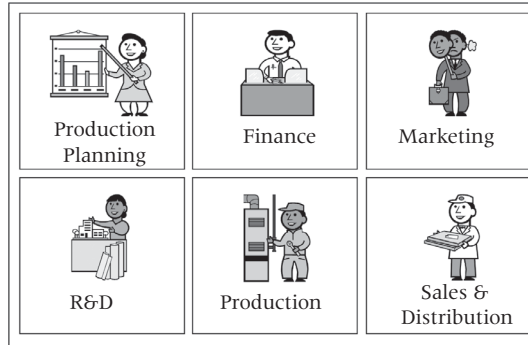 Production
Planning
Finance
Marketing
R&D
Production
Sales &
Distribution